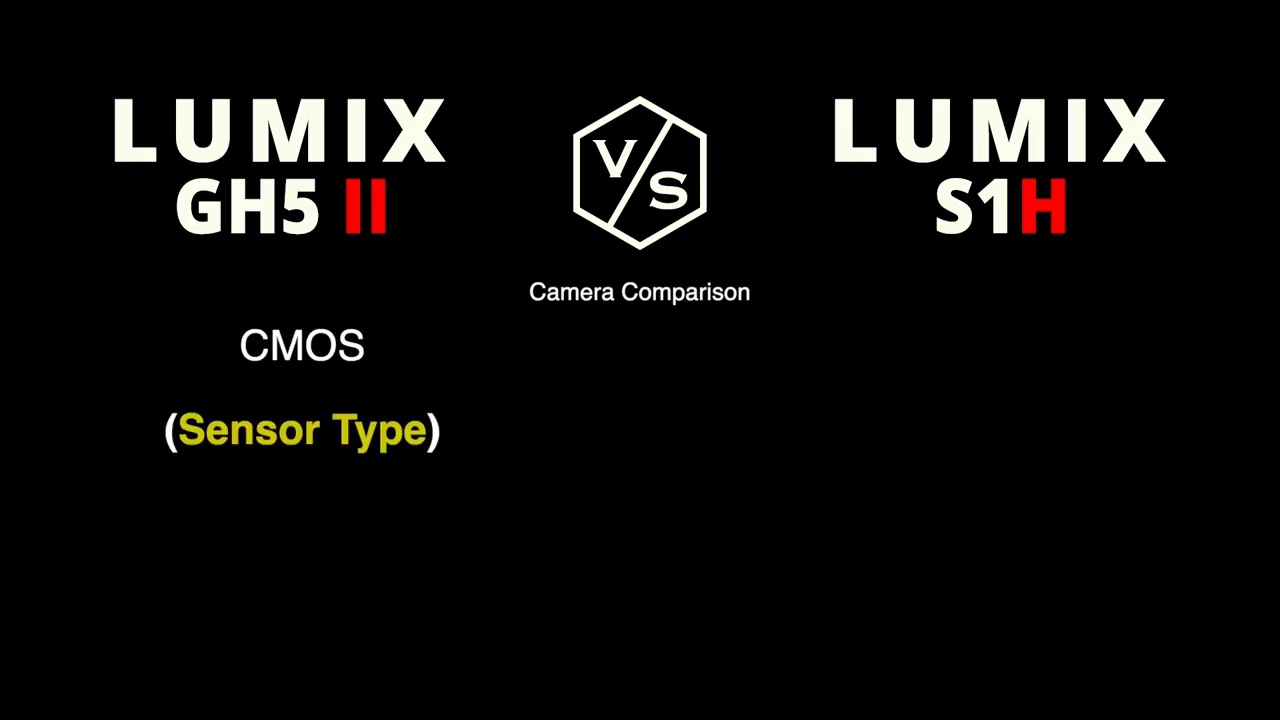 LUMIX
GH5 II
V/S
LUMIX
S1H
Camera Comparison
CMOS
(Sensor Type)